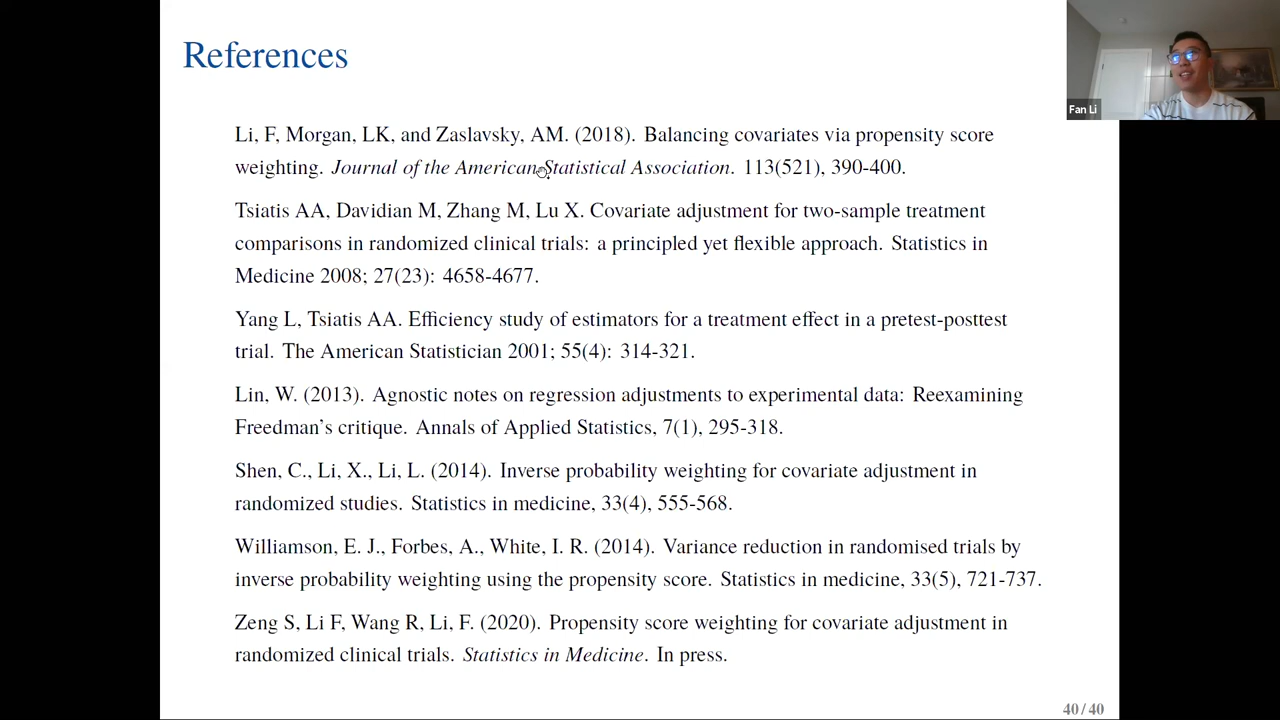 References
Fan Li
Li, F, Morgan, LK, and Zaslavsky, AM. (2018). Balancing covariates via propensity score
weighting. Journal of the American Statistical Association. 113(521), 390-400.
Tsiatis AA, Davidian M, Zhang M, Lu X. Covariate adjustment for two-sample treatment
comparisons in randomized clinical trials: a principled yet flexible approach. Statistics in
Medicine 2008; 27(23): 4658-4677.
Yang L, Tsiatis AA. Efficiency study of estimators for a treatment effect in a pretest-posttest
trial. The American Statistician 2001; 55(4): 314-321.
Lin, W. (2013). Agnostic notes on regression adjustments to experimental data: Reexamining
Freedman's critique. Annals of Applied Statistics, 7(1), 295-318.
Shen, C., Li, X., Li, L. (2014). Inverse probability weighting for covariate adjustment in
randomized studies. Statistics in medicine, 33(4), 555-568.
Williamson, E. J., Forbes, A., White, I. R. (2014). Variance reduction in randomised trials by
inverse probability weighting using the propensity score. Statistics in medicine, 33(5), 721-737.
Zeng S, Li F, Wang R, Li, F. (2020). Propensity score weighting for covariate adjustment in
randomized clinical trials. Statistics in Medicine. In press.
40 / 40